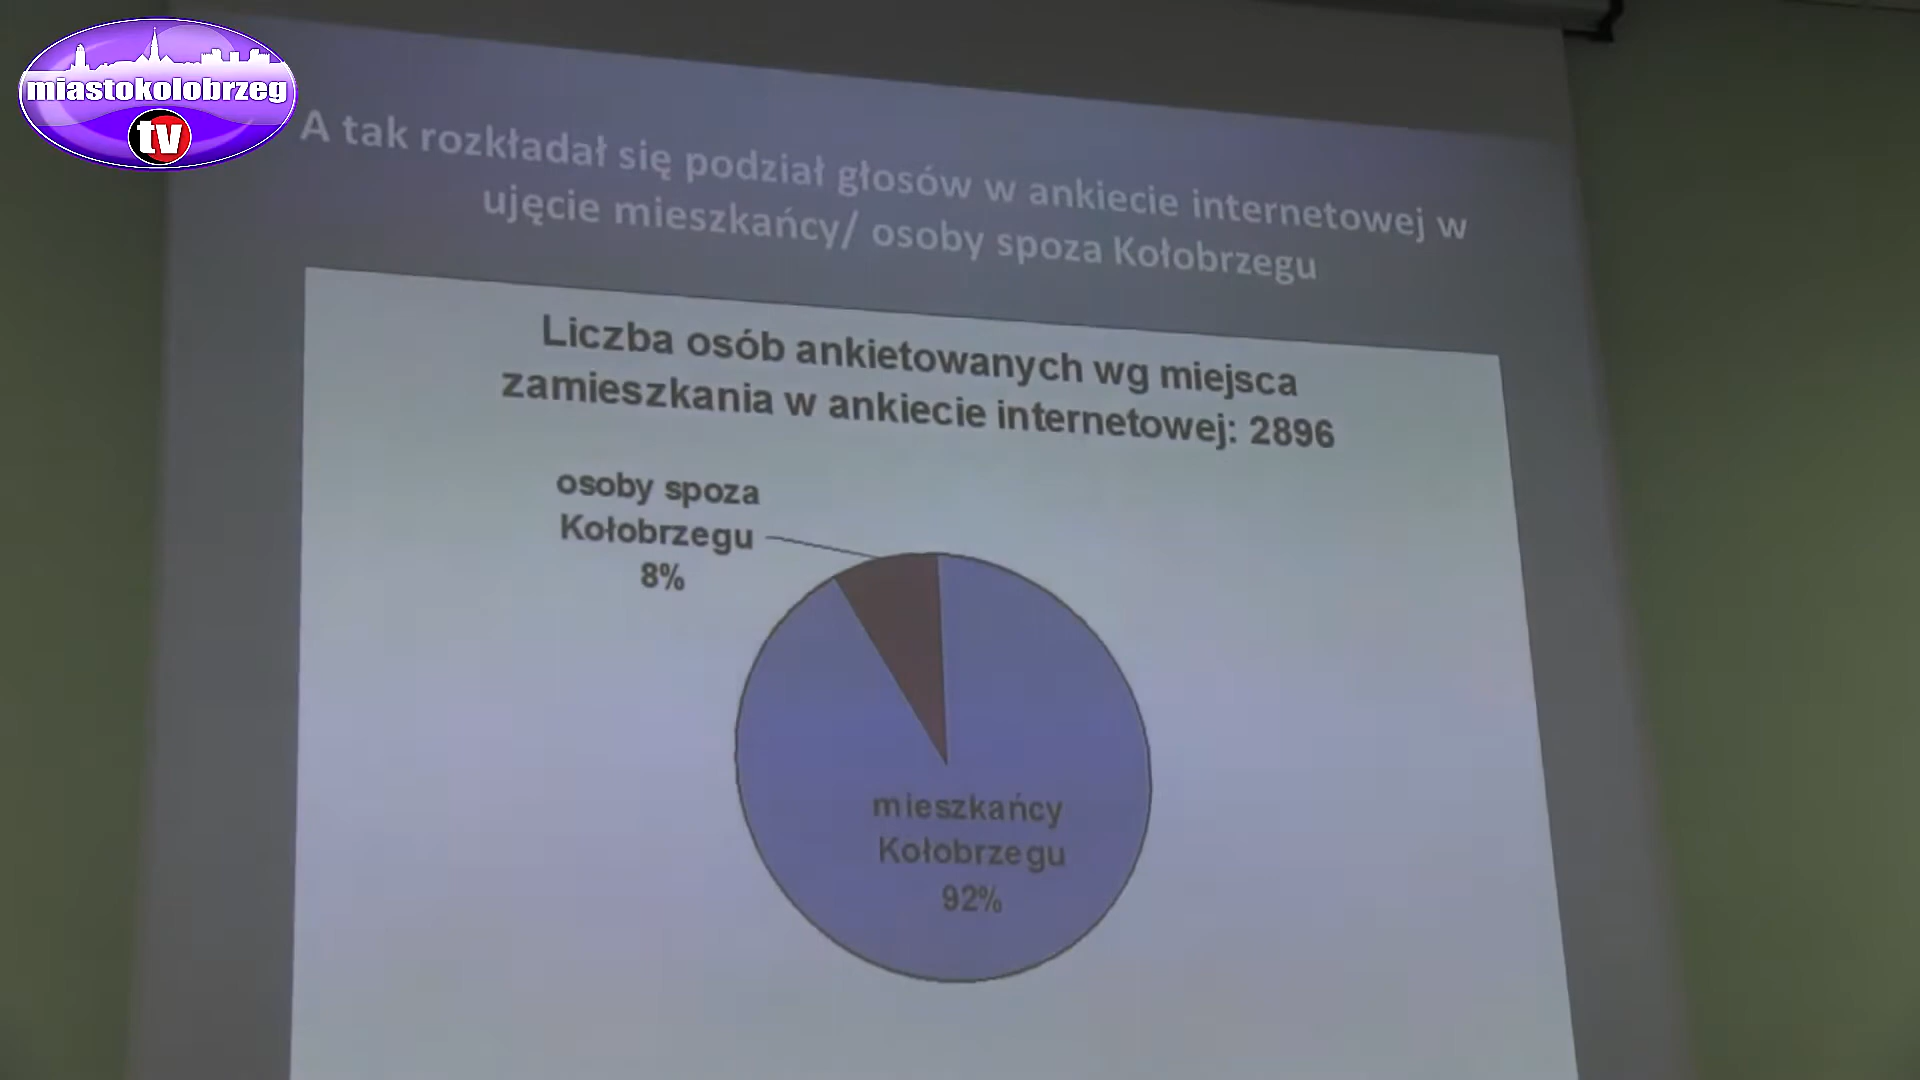 miastokolobrzeg
tv
A tak rozkładał się podział głosów w ankiecie internetowej w
ujęcie mieszkańcy/ osoby spoza Kołobrzegu
Liczba osób ankietowanych wg miejsca
zamieszkania w ankiecie internetowej: 2896
osoby spoza
Kołobrzegu
8%
mieszkańcy
Kołobrzegu
92%